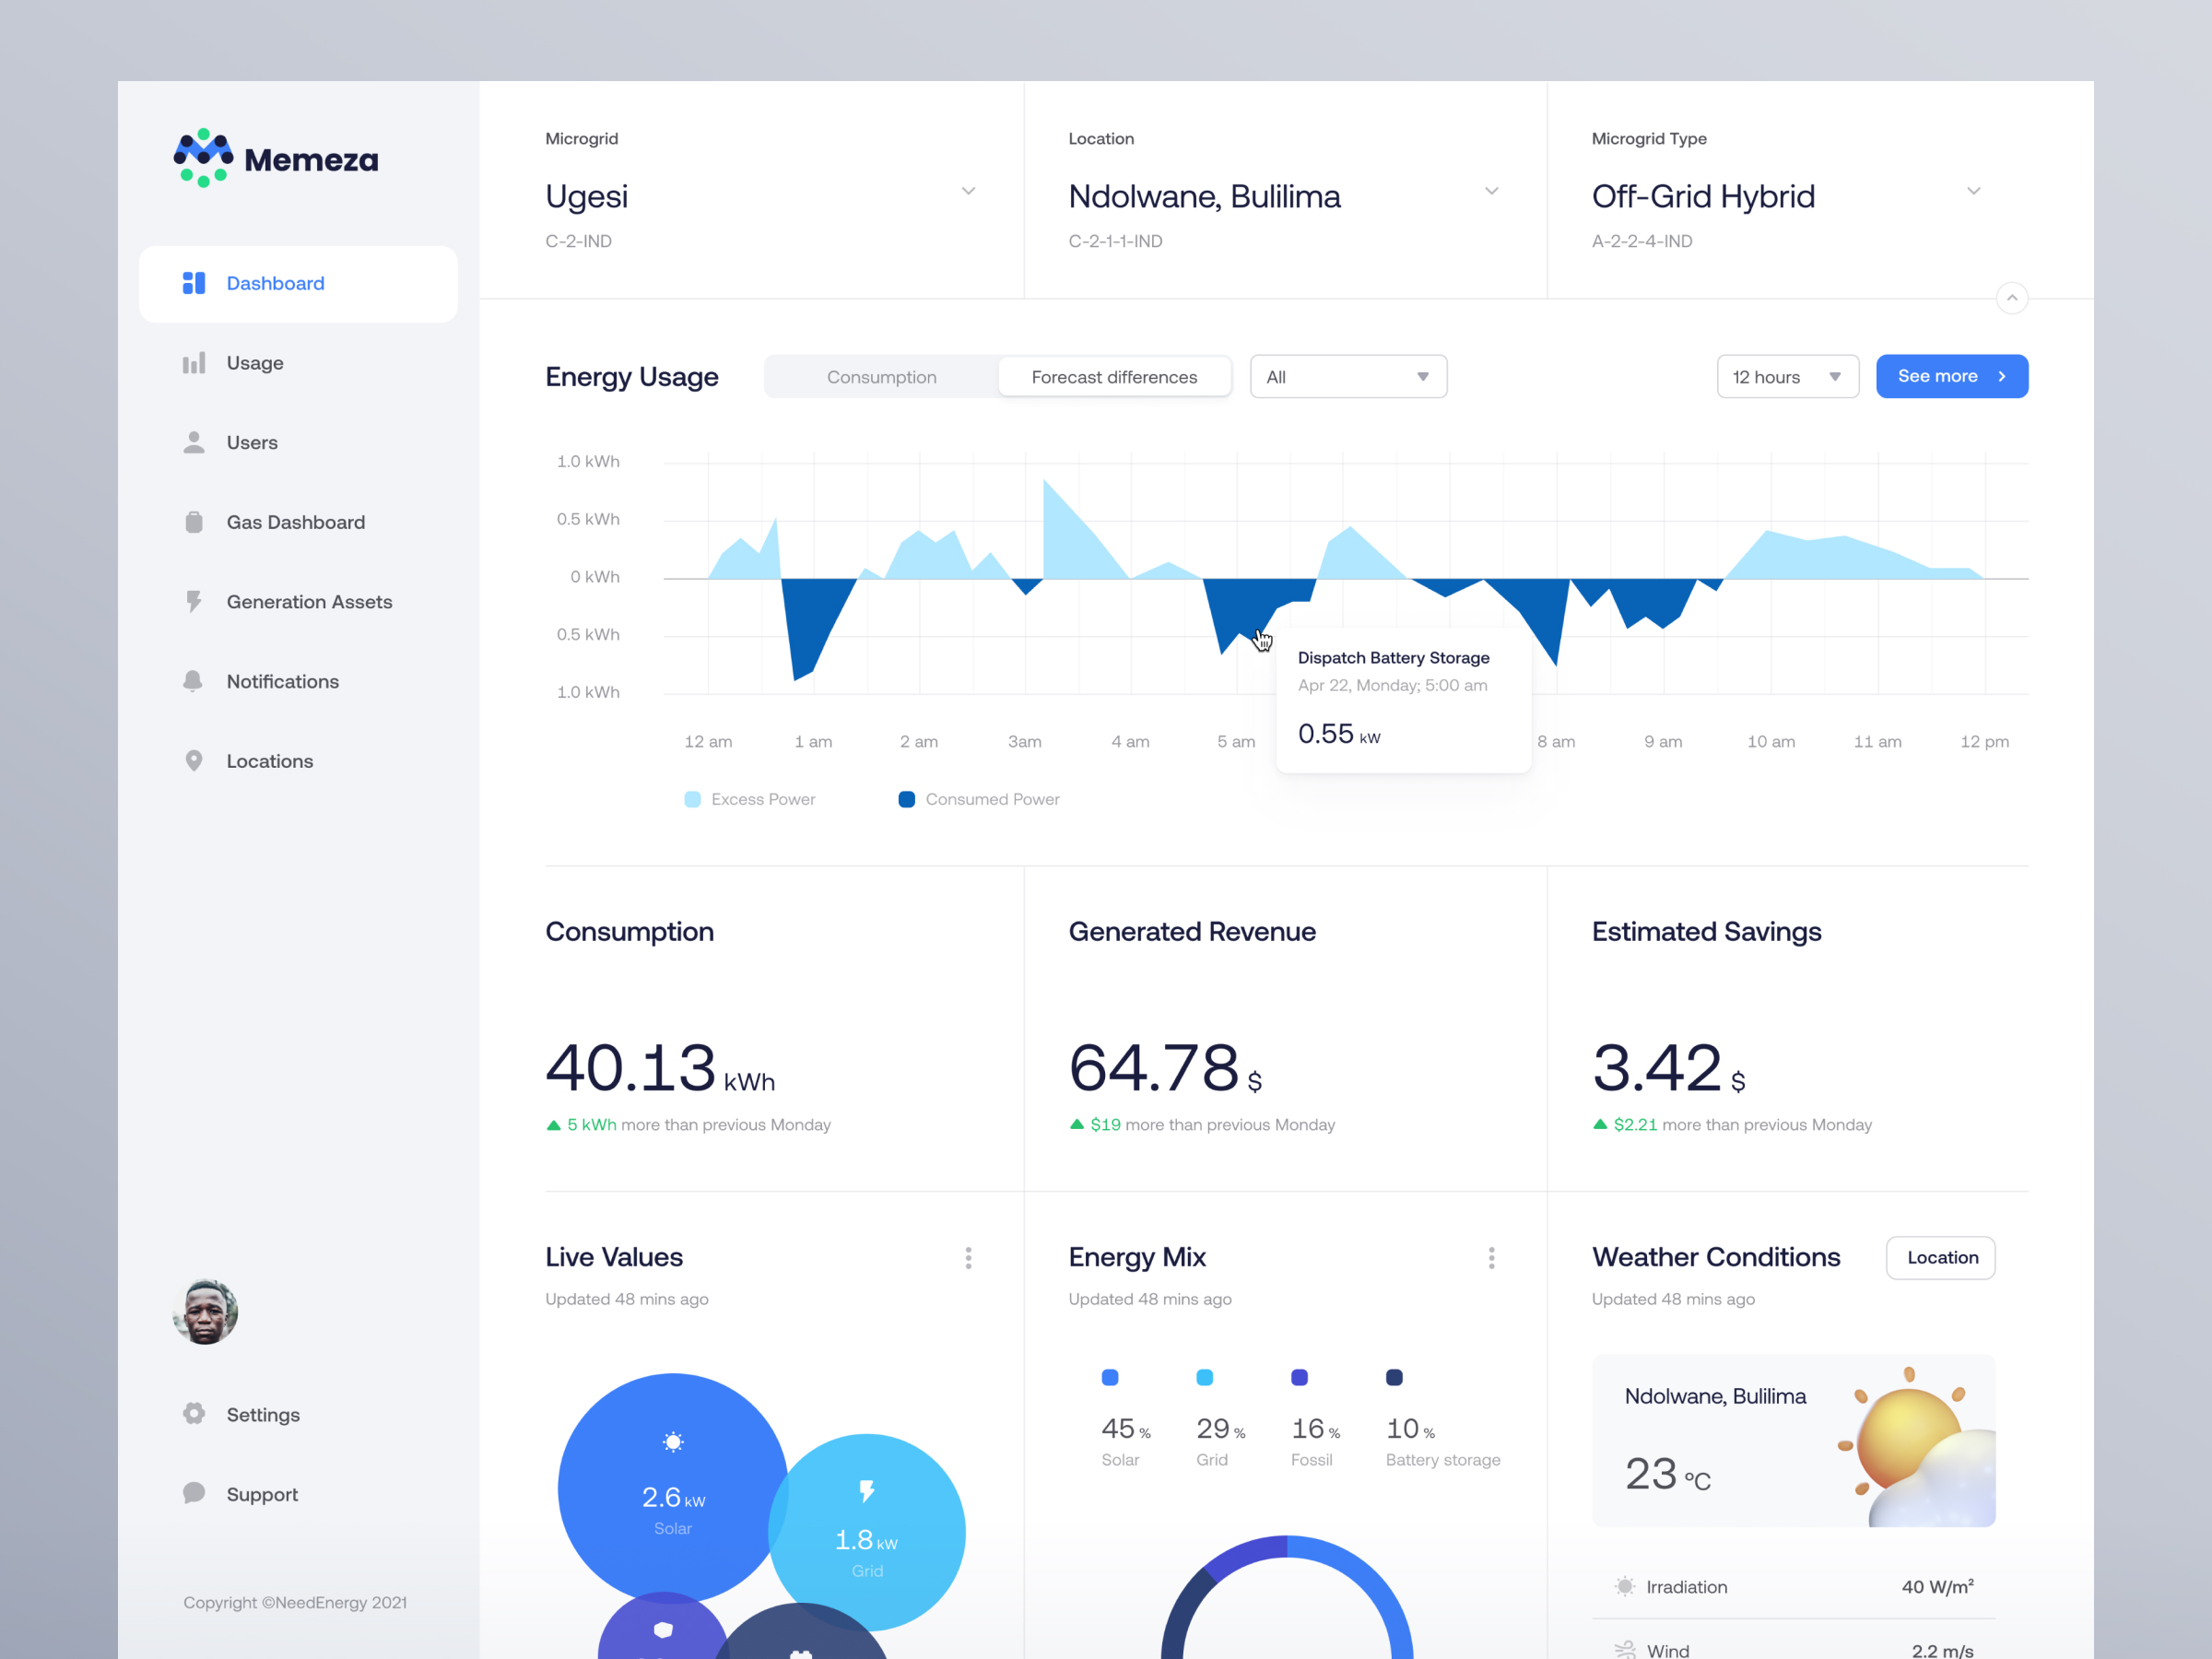 Memeza
Dashboard
Usage
Users
Gas Dashboard
Generation Assets
Notifications
Locations
Settings
Support
Copyright ©NeedEnergy 2021
Microgrid
Ugesi
C-2-IND
Location
Ndolwane, Bulilima
C-2-1-1-IND
Microgrid Type
Off-Grid Hybrid
A-2-2-4-IND
Energy Usage
Consumption
Forecast differences
All
12 hours
See more
1.0 kWh
0.5 kWh
0 kWh
0.5 kWh
1.0 kWh
12 am
1 am
2 am
3am
4 am
5 am
8 am
9 am
10 am
11 am
12 pm
Dispatch Battery Storage
Apr 22, Monday; 5:00 am
0.55 kW
Excess Power
Consumed Power
Consumption
40.13 kWh
5 kWh more than previous Monday
Generated Revenue
64.78 $
$19 more than previous Monday
Estimated Savings
3.42 $
$2.21 more than previous Monday
Live Values
Updated 48 mins ago
2.6 kW
Solar
1.8 kW
Grid
Energy Mix
Updated 48 mins ago
45 %
Solar
29 %
Grid
16 %
Fossil
10 %
Battery storage
Weather Conditions
Location
Updated 48 mins ago
Ndolwane, Bulilima
23 °C
Irradiation
40 W/m²
Wind
2.2 m/s